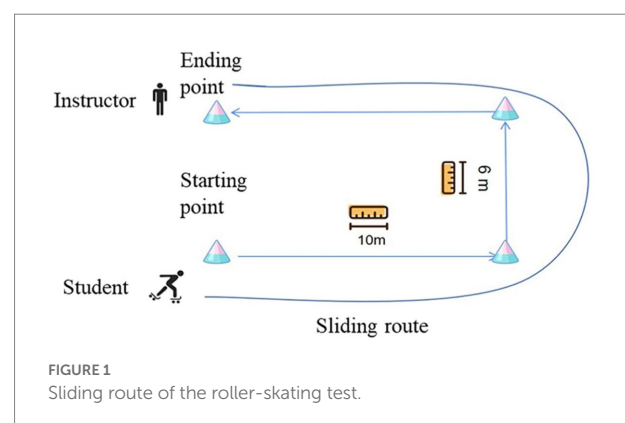 Ending
point
Instructor
Starting
point
6 m
10m
Student
Sliding route
FIGURE 1
Sliding route of the roller-skating test.